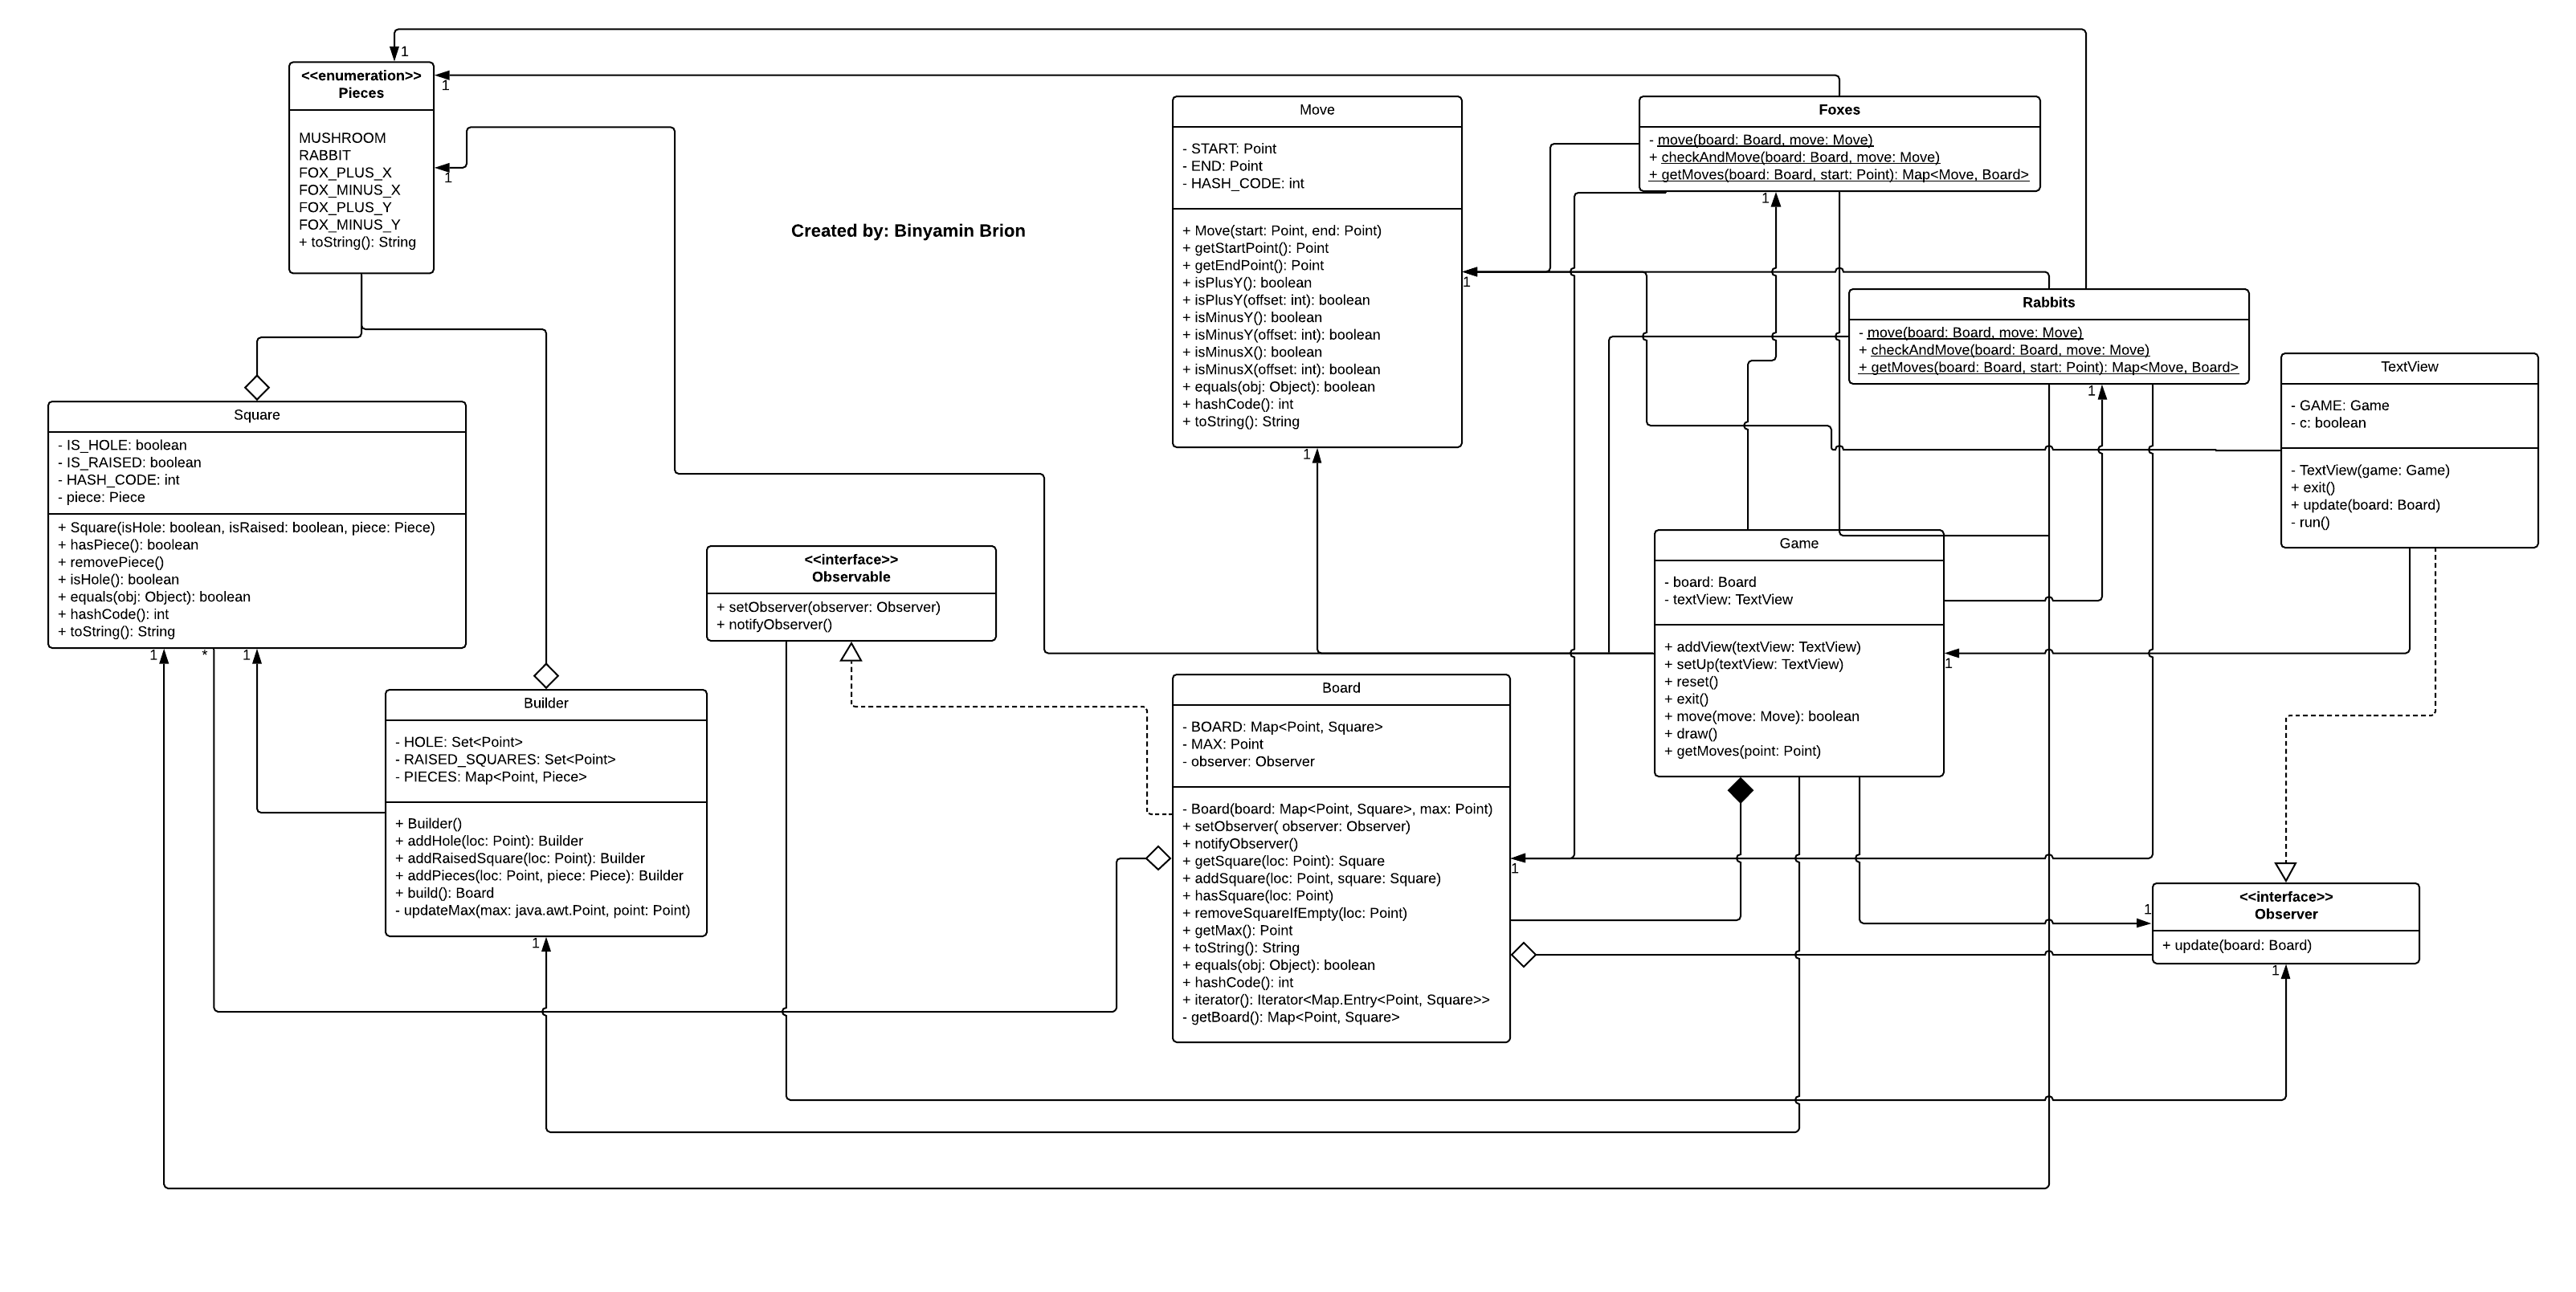 <<enumeration>>
Pieces
MUSHROOM
RABBIT
FOX_PLUS_X
FOX_MINUS_X
FOX_PLUS_Y
FOX_MINUS_Y
+ toString(): String
1
1
1
Created by: Binyamin Brion
Move
- START: Point
- END: Point
- HASH_CODE: int
+ Move(start: Point, end: Point)
+ getStartPoint(): Point
+ getEndPoint(): Point
+ isPlusY(): boolean
+ isPlusY(offset: int): boolean
+ isMinusY(): boolean
+ isMinusY(offset: int): boolean
+ isMinusX(): boolean
+ isMinusX(offset: int): boolean
+ equals(obj: Object): boolean
+ hashCode(): int
+ toString(): String
1
1
Foxes
- move(board: Board, move: Move)
+ checkAndMove(board: Board, move: Move)
+ getMoves(board: Board, start: Point): Map<Move, Board>
1
Rabbits
- move(board: Board, move: Move)
+ checkAndMove(board: Board, move: Move)
+ getMoves(board: Board, start: Point): Map<Move, Board>
1
TextView
- GAME: Game
- c: boolean
- TextView(game: Game)
+ exit()
+ update(board: Board)
- run()
Square
- IS_HOLE: boolean
- IS_RAISED: boolean
- HASH_CODE: int
- piece: Piece
+ Square(isHole: boolean, isRaised: boolean, piece: Piece)
+ hasPiece(): boolean
+ removePiece()
+ isHole(): boolean
+ equals(obj: Object): boolean
+ hashCode(): int
+ toString(): String
1
*
1
<<interface>>
Observable
+ setObserver(observer: Observer)
+ notifyObserver()
Game
- board: Board
- textView: TextView
+ addView(textView: TextView)
+ setUp(textView: TextView)
+ reset()
+ exit()
+ move(move: Move): boolean
+ draw()
+ getMoves(point: Point)
1
Builder
- HOLE: Set<Point>
- RAISED_SQUARES: Set<Point>
- PIECES: Map<Point, Piece>
+ Builder()
+ addHole(loc: Point): Builder
+ addRaisedSquare(loc: Point): Builder
+ addPieces(loc: Point, piece: Piece): Builder
+ build(): Board
- updateMax(max: java.awt.Point, point: Point)
1
Board
- BOARD: Map<Point, Square>
- MAX: Point
- observer: Observer
- Board(board: Map<Point, Square>, max: Point)
+ setObserver( observer: Observer)
+ notifyObserver()
+ getSquare(loc: Point): Square
+ addSquare(loc: Point, square: Square)
+ hasSquare(loc: Point)
+ removeSquareIfEmpty(loc: Point)
+ getMax(): Point
+ toString(): String
+ equals(obj: Object): boolean
+ hashCode(): int
+ iterator(): Iterator<Map.Entry<Point, Square>>
- getBoard(): Map<Point, Square>
1
<<interface>>
Observer
+ update(board: Board)
1
1